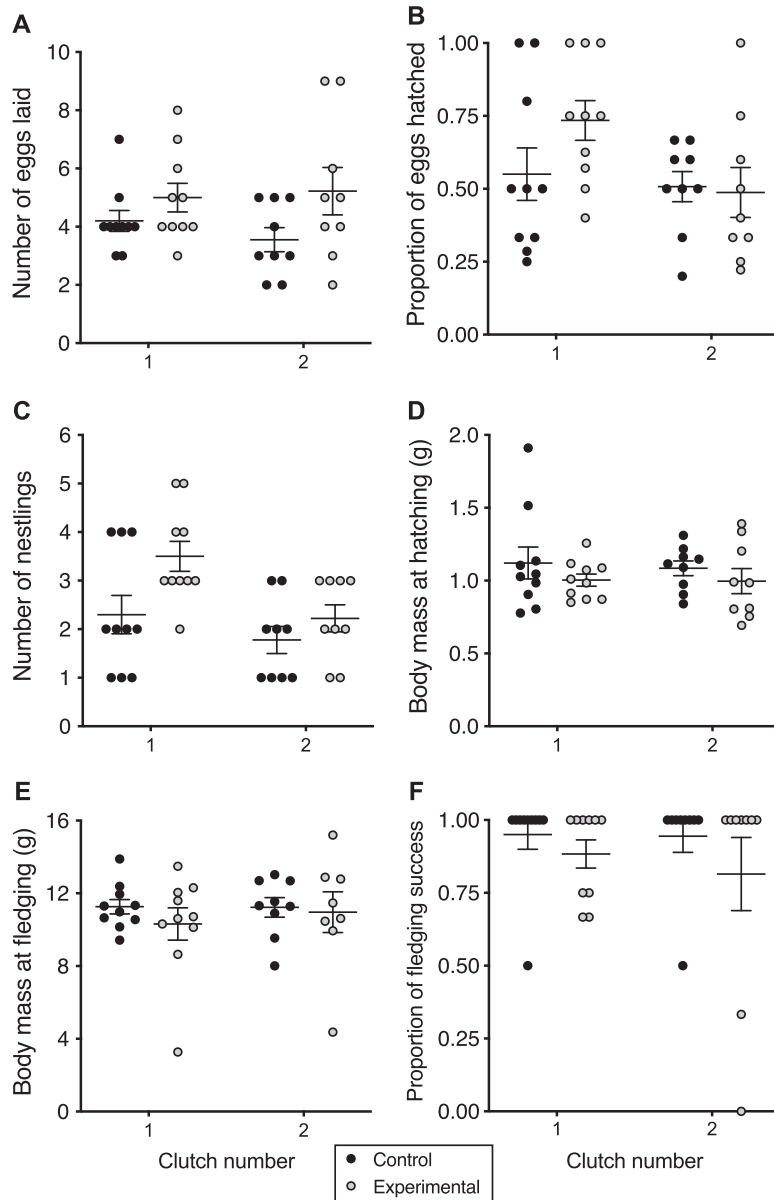 A
Number of eggs laid
10
8
6
4
2
0
1
2
B
Proportion of eggs hatched
1.00
0.75
0.50
0.25
0.00
1
2
C
Number of nestlings
6
5
4
3
2
1
0
1
2
D
Body mass at hatching (g)
2.0
1.5
1.0
0.5
0.0
1
2
E
Body mass at fledging (g)
16
12
8
4
0
1
2
Clutch number
F
Proportion of fledging success
1.00
0.75
0.50
0.25
0.00
1
2
Clutch number
Control
Experimental